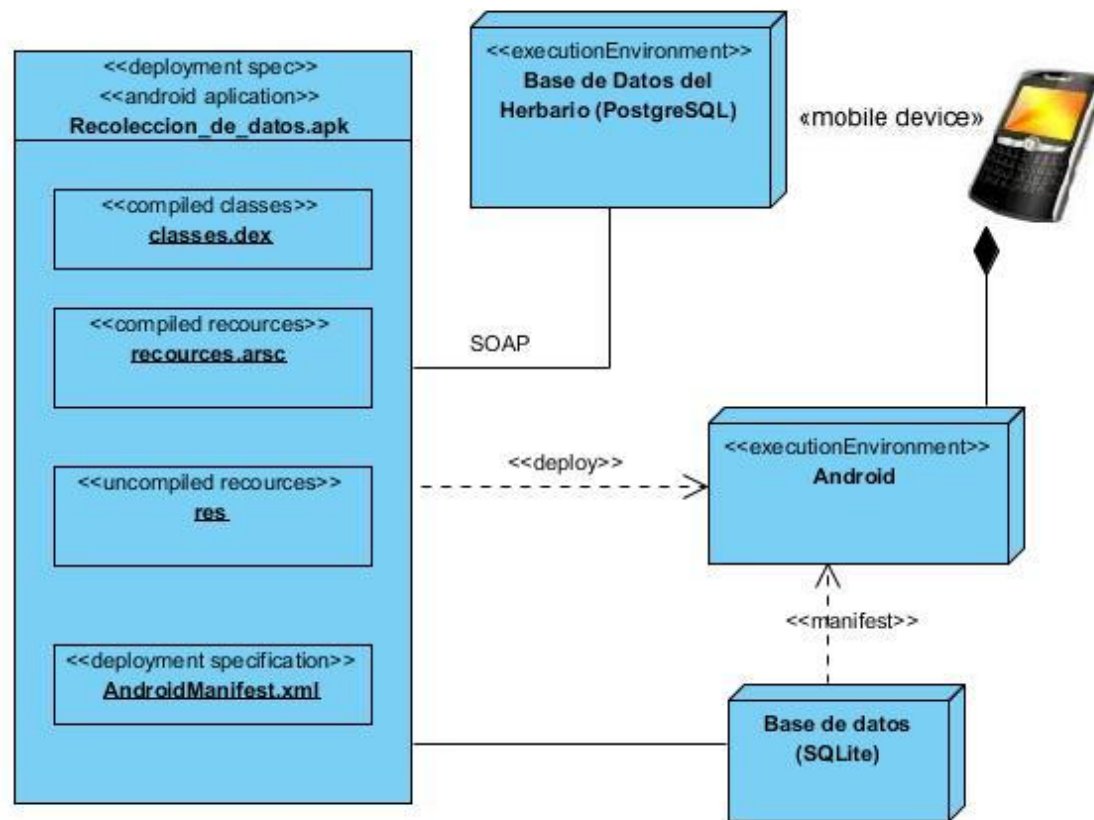 <<deployment spec>>
<<android aplication>>
Recoleccion_de_datos.apk
<<compiled classes>>
classes.dex
<<compiled recources>>
recources.arsc
<<uncompiled recources>>
res
<<deployment specification>>
AndroidManifest.xml
<<executionEnvironment>>
Base de Datos del
Herbario (PostgreSQL)
«mobile device»
SOAP
<<deploy>>
<<executionEnvironment>>
Android
<<manifest>>
Base de datos
(SQLite)